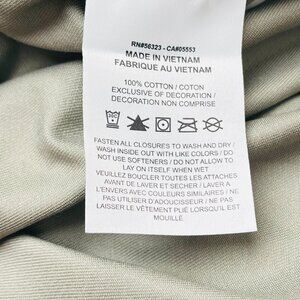 RN#56323 - CA#05553
MADE IN VIETNAM
FABRIQUÉ AU VIETNAM
100% COTTON / COTON
EXCLUSIVE OF DECORATION /
DÉCORATION NON COMPRISE
FASTEN ALL CLOSURES TO WASH AND DRY /
WASH INSIDE OUT WITH LIKE COLORS / DO
NOT USE SOFTENERS / DO NOT ALLOW TO
LAY ON ITSELF WHEN WET
VEUILLEZ BOUCLER TOUTES LES ATTACHES
AVANT DE LAVER ET SÉCHER / LAVER À
L'ENVERS AVEC COULEURS SIMILAIRES / NE
PAS UTILISER D'ADOUCISSEUR / NE PAS
LAISSER LE VÊTEMENT PLIÉ LORSQU'IL EST
MOUILLÉ